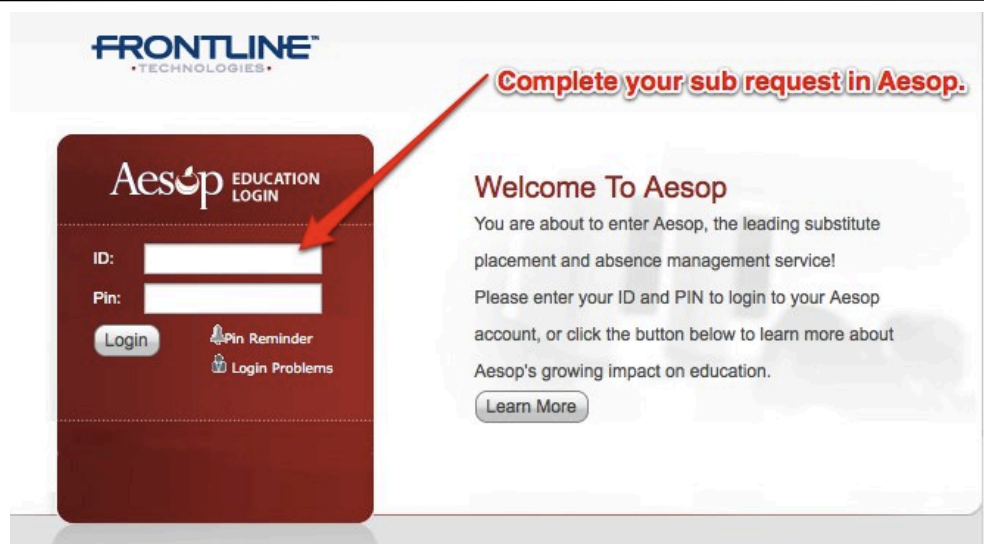 FRONTLINE™
•TECHNOLOGIES•
Complete your sub request in Aesop.
Aesop EDUCATION
LOGIN
ID:
Pin:
Login
Pin Reminder
Login Problems
Welcome To Aesop
You are about to enter Aesop, the leading substitute
placement and absence management service!
Please enter your ID and PIN to login to your Aesop
account, or click the button below to learn more about
Aesop's growing impact on education.
Learn More